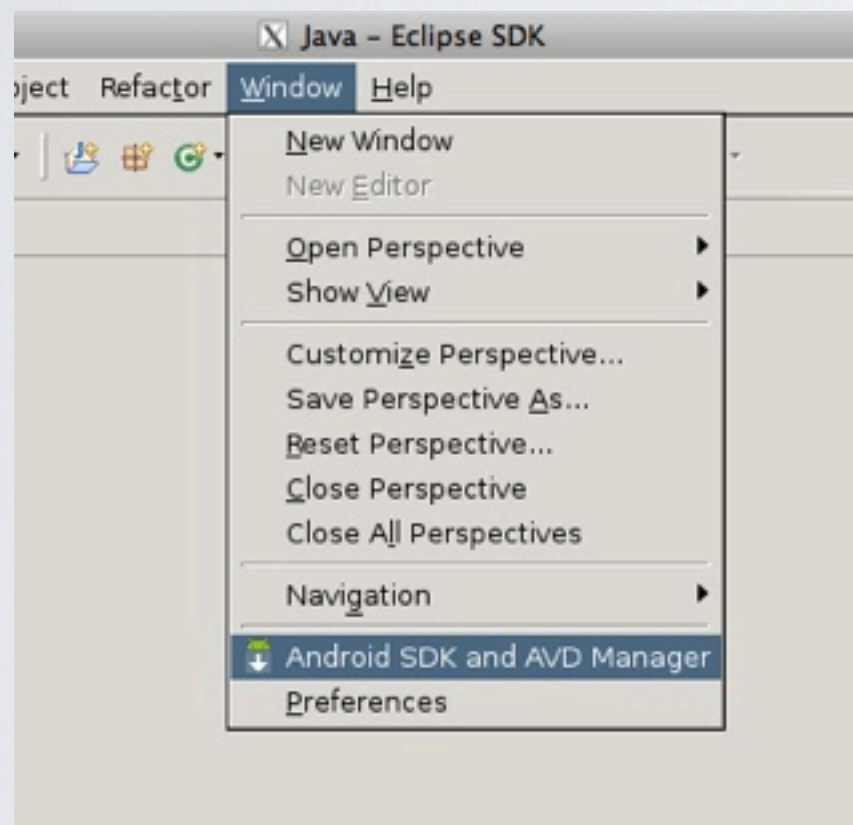 Java – Eclipse SDK
oject Refactor Window Help
New Window
New Editor
Open Perspective
Show View
Customize Perspective...
Save Perspective As...
Reset Perspective...
Close Perspective
Close All Perspectives
Navigation
Android SDK and AVD Manager
Preferences